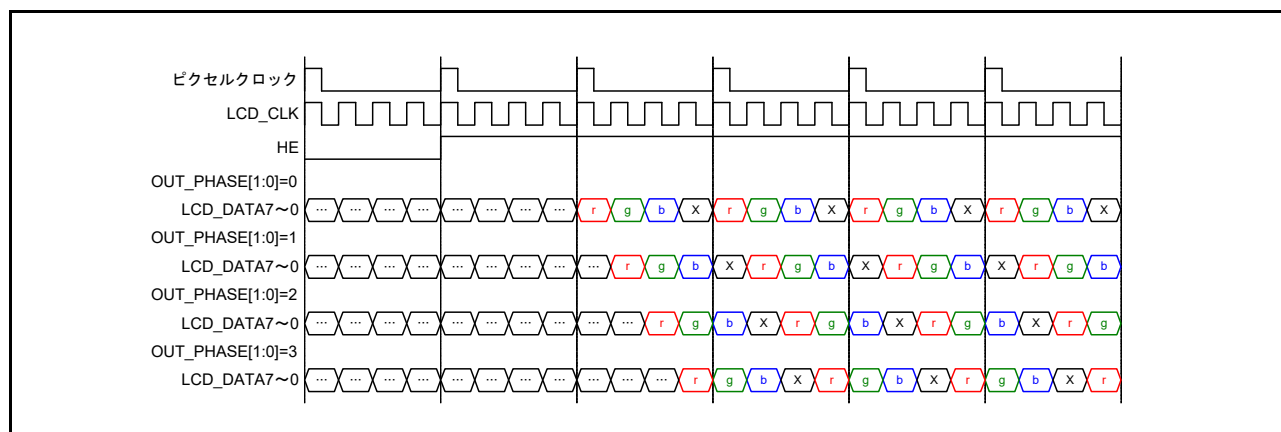 ピクセルクロック
LCD_CLK
HE
OUT_PHASE[1:0]=0
LCD_DATA7～0 ... ... ... ... ... ... ... ... r g b X r g b X r g b X r g b X
OUT_PHASE[1:0]=1
LCD_DATA7～0 ... ... ... ... ... ... ... ... ... r g b X r g b X r g b X r g b
OUT_PHASE[1:0]=2
LCD_DATA7～0 ... ... ... ... ... ... ... ... ... ... r g b X r g b X r g b X r g
OUT_PHASE[1:0]=3
LCD_DATA7～0 ... ... ... ... ... ... ... ... ... ... ... r g b X r g b X r g b X r